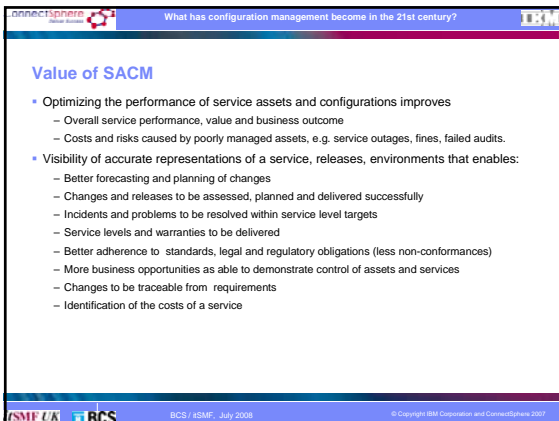 ConnectSphere
What has configuration management become in the 21st century?
IBM
Value of SACM
▪ Optimizing the performance of service assets and configurations improves
– Overall service performance, value and business outcome
– Costs and risks caused by poorly managed assets, e.g. service outages, fines, failed audits.
▪ Visibility of accurate representations of a service, releases, environments that enables:
– Better forecasting and planning of changes
– Changes and releases to be assessed, planned and delivered successfully
– Incidents and problems to be resolved within service level targets
– Service levels and warranties to be delivered
– Better adherence to standards, legal and regulatory obligations (less non-conformances)
– More business opportunities as able to demonstrate control of assets and services
– Changes to be traceable from requirements
– Identification of the costs of a service
itSMF UK
BCS
BCS / itSMF, July 2008
© Copyright IBM Corporation and ConnectSphere 2007